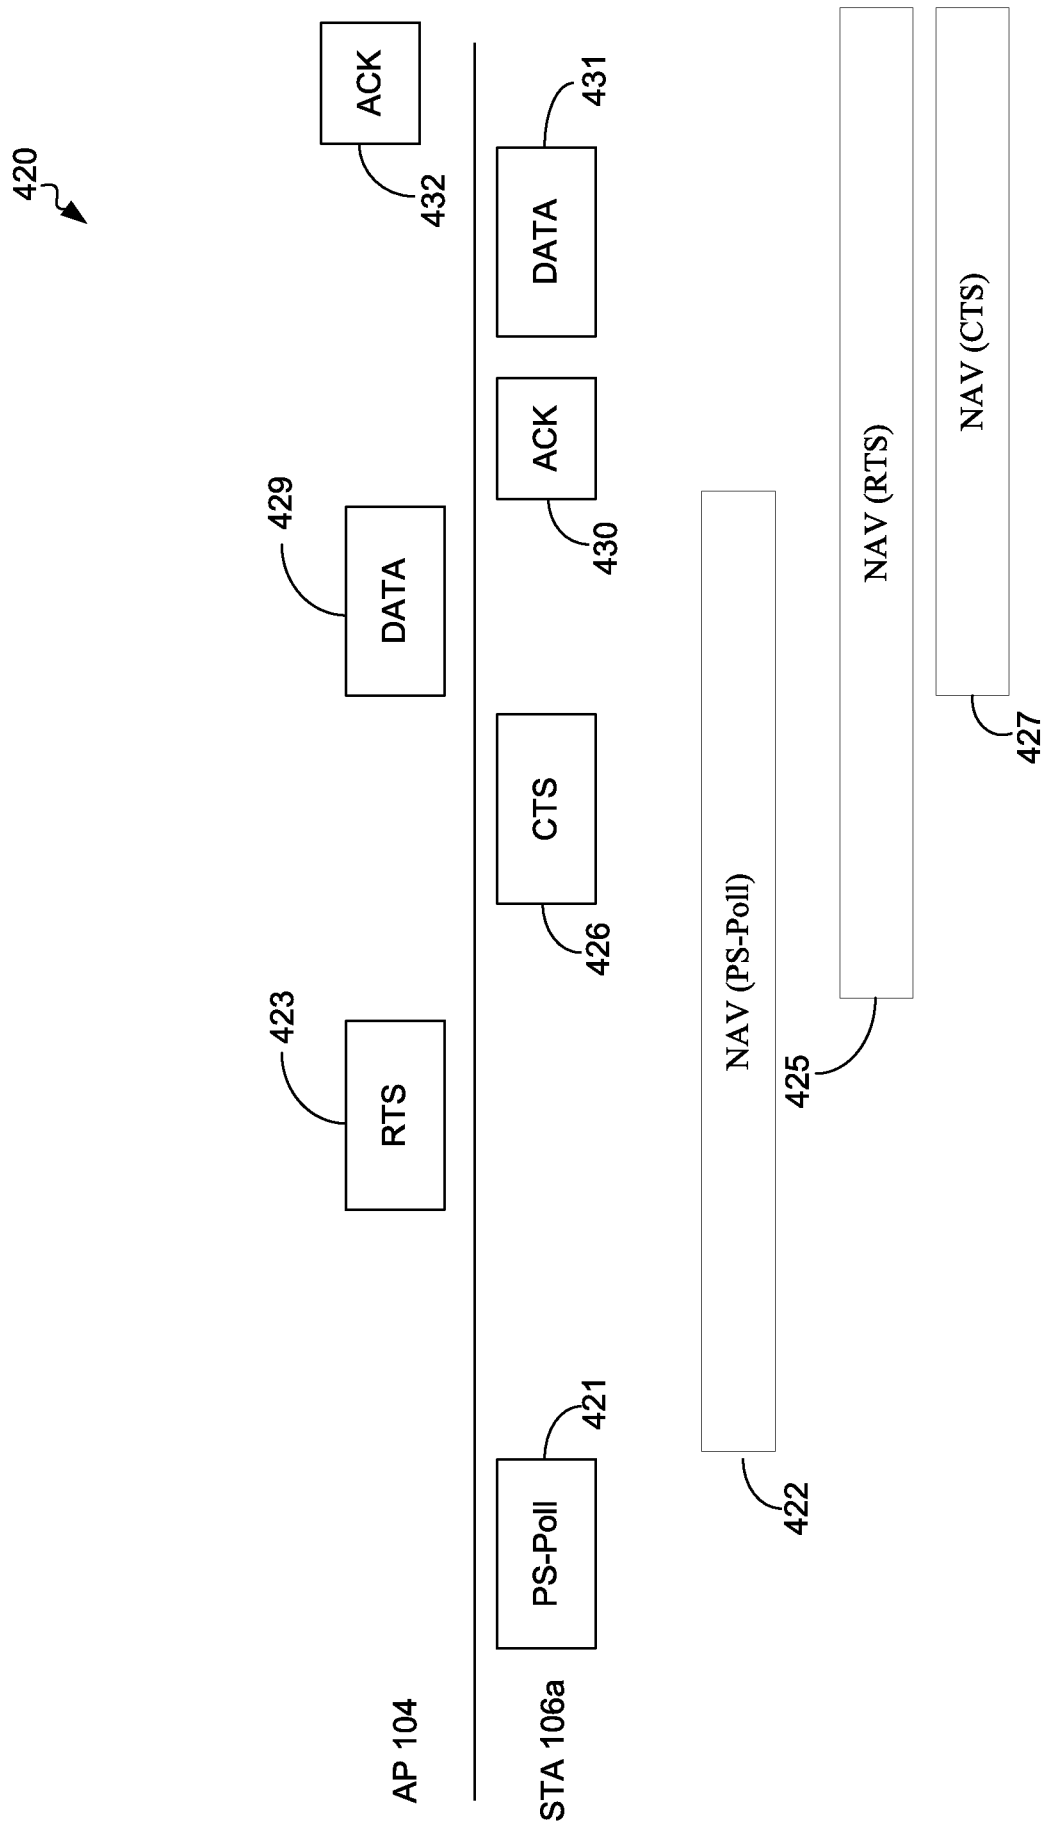 420
AP 104
RTS
423
DATA
429
ACK
432
STA 106a
PS-Poll
421
CTS
426
ACK
430
DATA
431
NAV (PS-Poll)
422
NAV (RTS)
425
NAV (CTS)
427